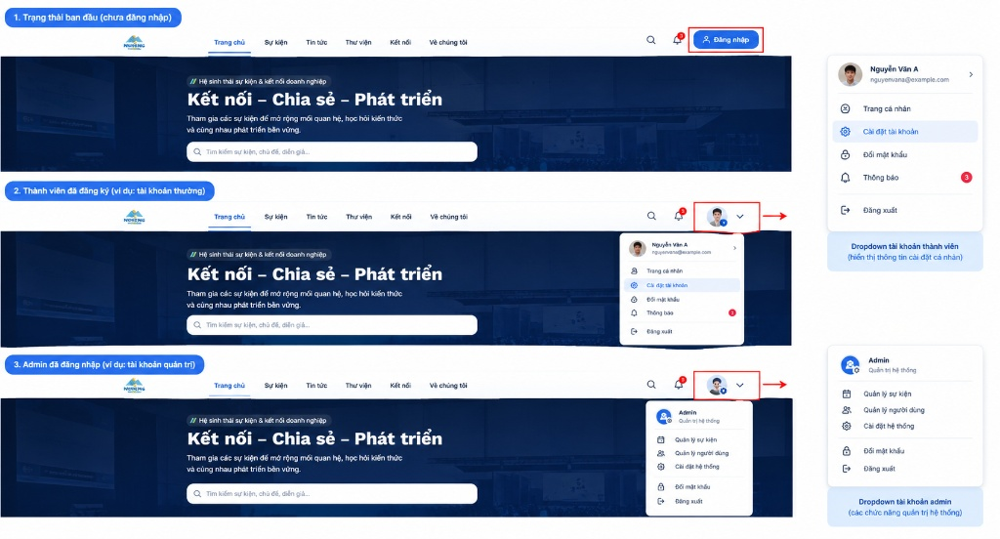 1. Trạng thái ban đầu (chưa đăng nhập)
Trang chủ
Sự kiện
Tin tức
Thư viện
Kết nối
Về chúng tôi
3
Đăng nhập
// Hệ sinh thái sự kiện & kết nối doanh nghiệp
Kết nối – Chia sẻ – Phát triển
Tham gia các sự kiện để mở rộng mối quan hệ, học hỏi kiến thức
và cùng nhau phát triển bền vững.
Tìm kiếm sự kiện, chủ đề, diễn giả...
Nguyễn Văn A
nguyenvana@example.com
Trang cá nhân
Cài đặt tài khoản
Đổi mật khẩu
Thông báo
3
Đăng xuất
Dropdown tài khoản thành viên
(hiển thị thông tin cài đặt cá nhân)
2. Thành viên đã đăng ký (ví dụ: tài khoản thường)
Trang chủ
Sự kiện
Tin tức
Thư viện
Kết nối
Về chúng tôi
// Hệ sinh thái sự kiện & kết nối doanh nghiệp
Kết nối – Chia sẻ – Phát triển
Tham gia các sự kiện để mở rộng mối quan hệ, học hỏi kiến thức
và cùng nhau phát triển bền vững.
Tìm kiếm sự kiện, chủ đề, diễn giả...
Nguyễn Văn A
nguyenvana@example.com
Trang cá nhân
Cài đặt tài khoản
Đổi mật khẩu
Thông báo
3
Đăng xuất
3. Admin đã đăng nhập (ví dụ: tài khoản quản trị)
Trang chủ
Sự kiện
Tin tức
Thư viện
Kết nối
Về chúng tôi
// Hệ sinh thái sự kiện & kết nối doanh nghiệp
Kết nối – Chia sẻ – Phát triển
Tham gia các sự kiện để mở rộng mối quan hệ, học hỏi kiến thức
và cùng nhau phát triển bền vững.
Tìm kiếm sự kiện, chủ đề, diễn giả...
Admin
Quản trị hệ thống
Quản lý sự kiện
Quản lý người dùng
Cài đặt hệ thống
Đổi mật khẩu
Đăng xuất
Admin
Quản trị hệ thống
Quản lý sự kiện
Quản lý người dùng
Cài đặt hệ thống
Đổi mật khẩu
Đăng xuất
Dropdown tài khoản admin
(các chức năng quản trị hệ thống)